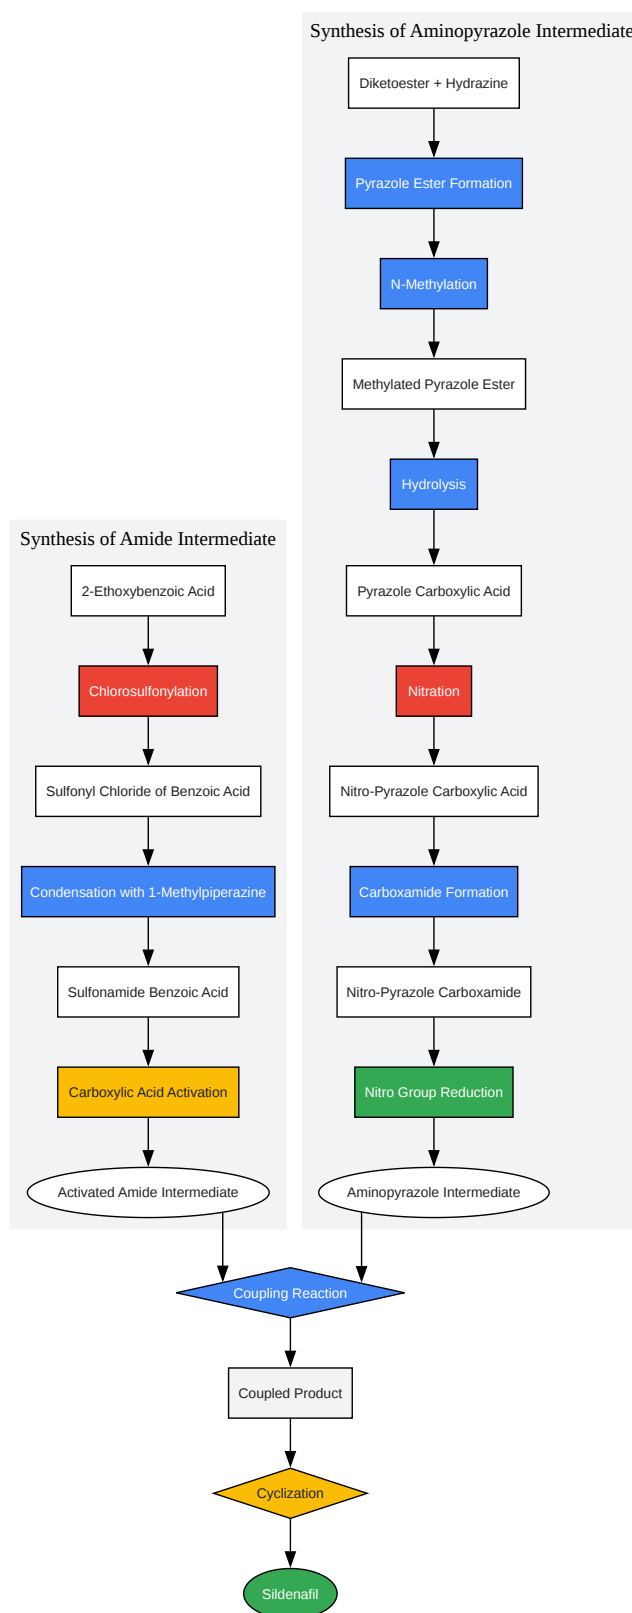 Synthesis of Aminopyrazole Intermediate
Diketoester + Hydrazine
Pyrazole Ester Formation
N-Methylation
Methylated Pyrazole Ester
Hydrolysis
Pyrazole Carboxylic Acid
Nitration
Nitro-Pyrazole Carboxylic Acid
Carboxamide Formation
Nitro-Pyrazole Carboxamide
Nitro Group Reduction
Aminopyrazole Intermediate
Synthesis of Amide Intermediate
2-Ethoxybenzoic Acid
Chlorosulfonylation
Sulfonyl Chloride of Benzoic Acid
Condensation with 1-Methylpiperazine
Sulfonamide Benzoic Acid
Carboxylic Acid Activation
Activated Amide Intermediate
Coupling Reaction
Coupled Product
Cyclization
Sildenafil